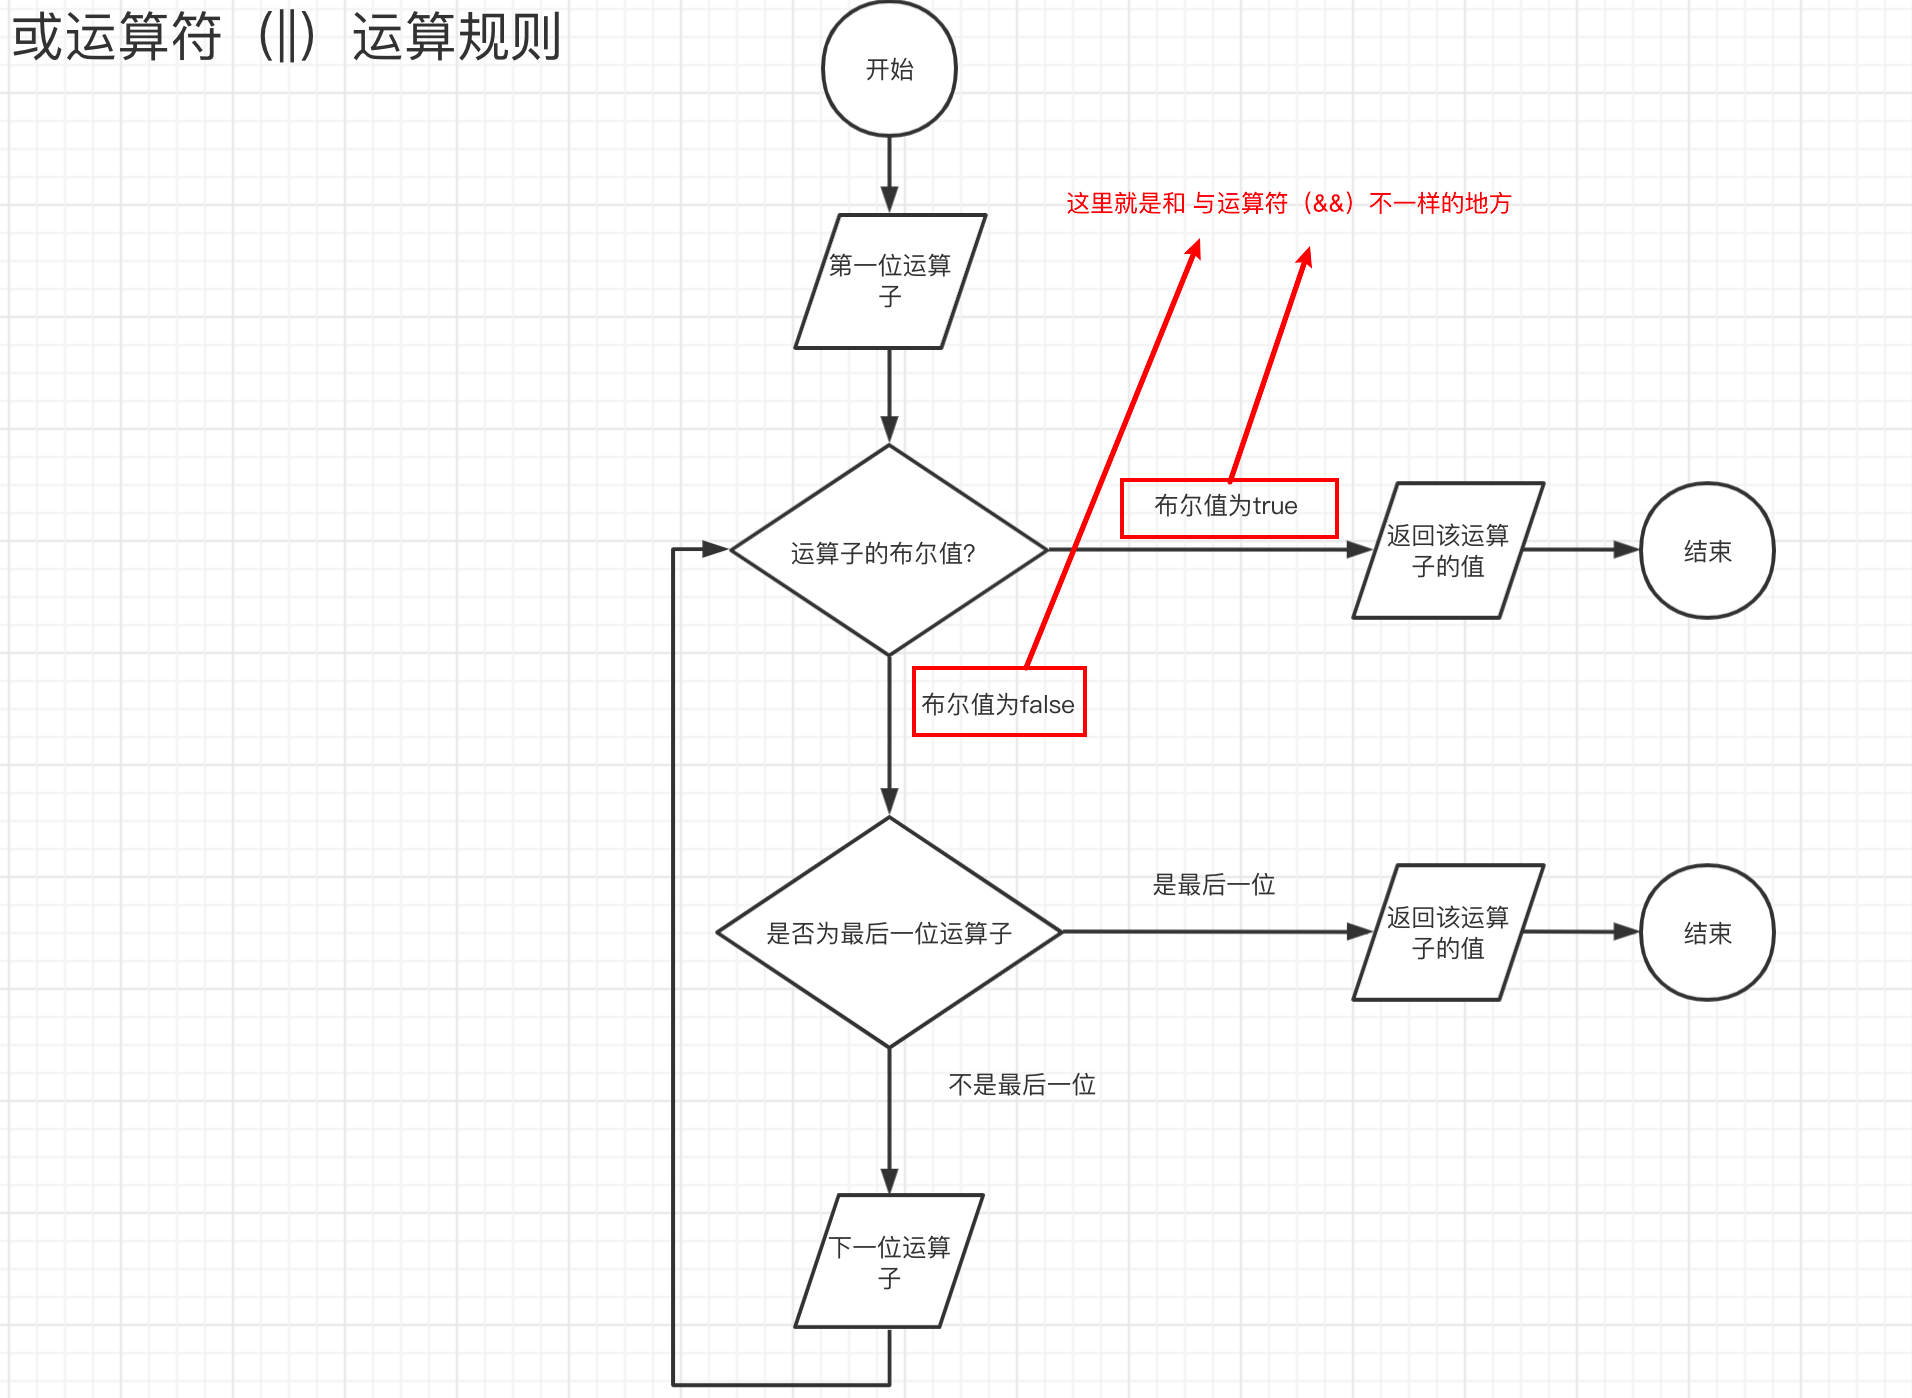 或运算符（||）运算规则
开始
这里就是和 与运算符（&&）不一样的地方
第一位运算
子
布尔值为true
运算子的布尔值?
返回该运算
子的值
结束
布尔值为false
是最后一位
是否为最后一位运算子
返回该运算
子的值
结束
不是最后一位
下一位运算
子